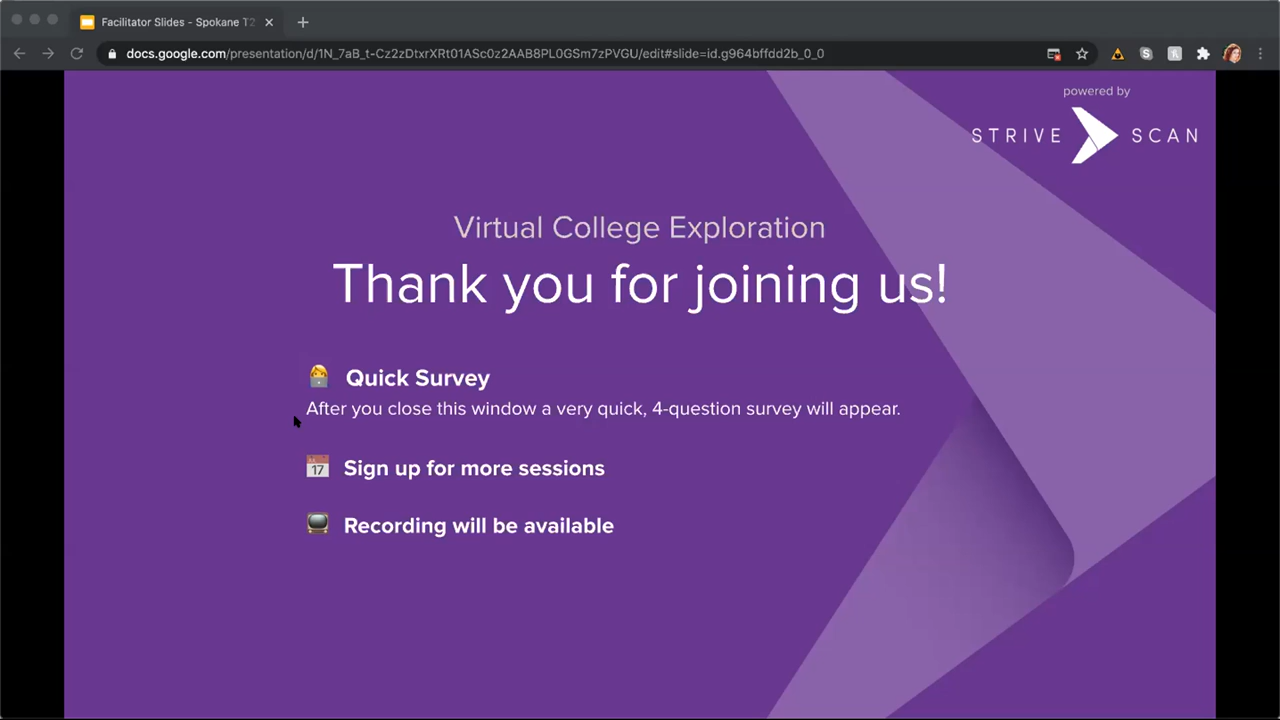 Facilitator Slides - Spokane T2
docs.google.com/presentation/d/1N_7aB_t-Cz2zDtxrXRt01ASc0z2AAB8PL0GSm7zPVGU/edit#slide=id.g964bffdd2b_0_0
powered by
STRIVE SCAN
Virtual College Exploration
Thank you for joining us!
Quick Survey
After you close this window a very quick, 4-question survey will appear.
17 Sign up for more sessions
Recording will be available